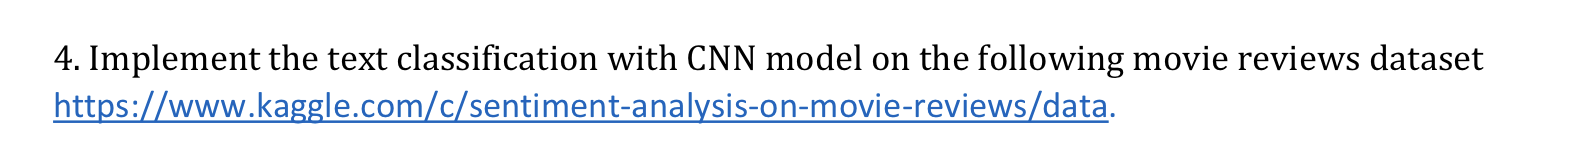 4. Implement the text classification with CNN model on the following movie reviews dataset
https://www.kaggle.com/c/sentiment-analysis-on-movie-reviews/data.